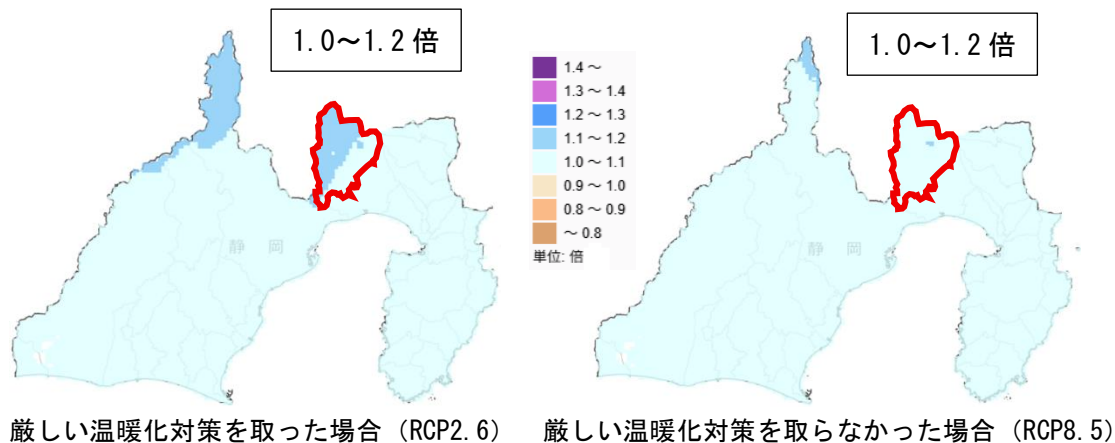 1.0～1.2 倍
1.0～1.2 倍
1.4 ～
1.3 ～ 1.4
1.2 ～ 1.3
1.1 ～ 1.2
1.0 ～ 1.1
0.9 ～ 1.0
0.8 ～ 0.9
～ 0.8
単位: 倍
静 岡
静 岡
厳しい温暖化対策を取った場合（RCP2.6）
厳しい温暖化対策を取らなかった場合（RCP8.5）